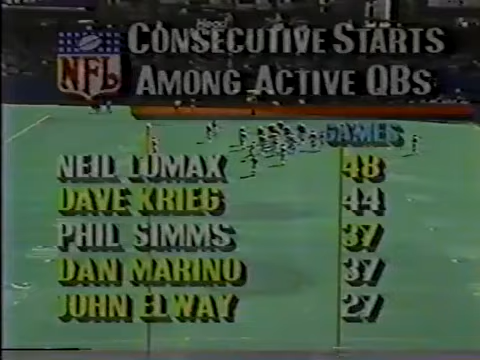 NFL
CONSECUTIVE STARTS
AMONG ACTIVE QBS
GAMES
NEIL LOMAX 48
DAVE KRIEG 44
PHIL SIMMS 37
DAN MARINO 37
JOHN ELWAY 27